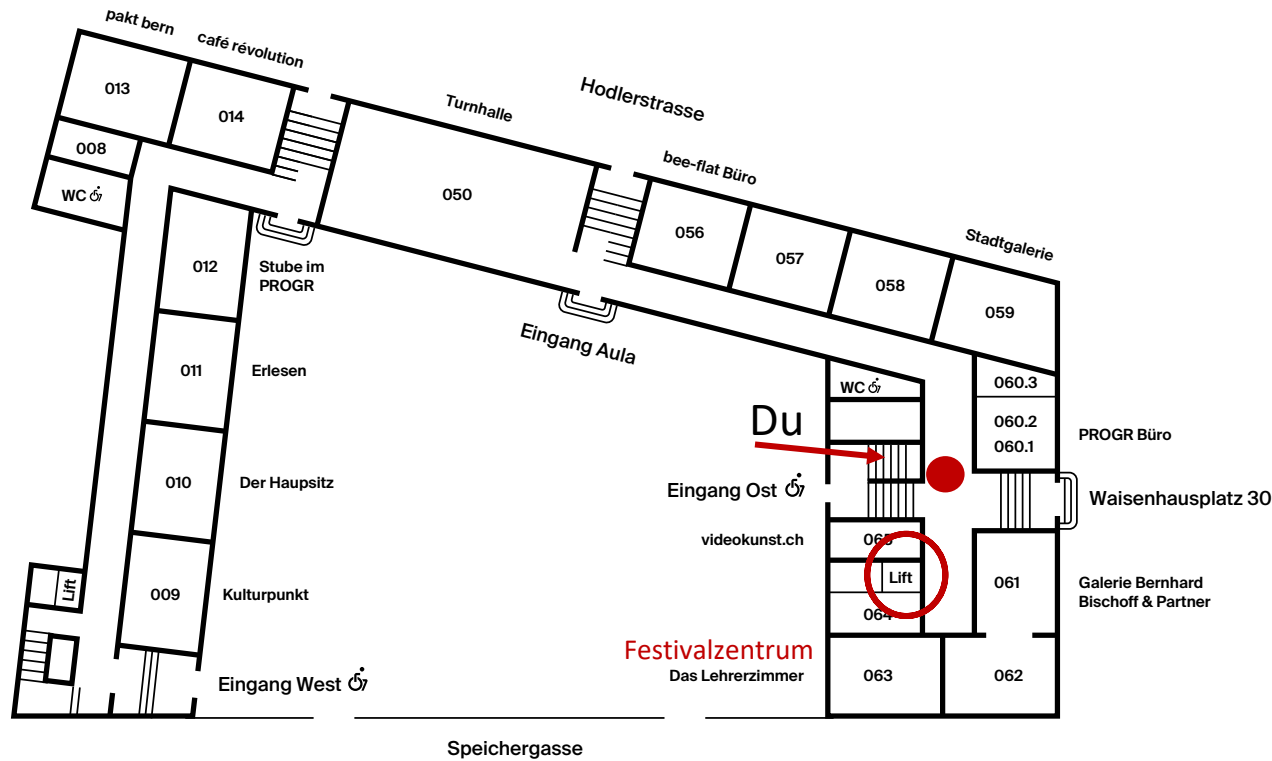 pakt bern
café révolution
013
014
008
WC
Turnhalle
050
Hodlerstrasse
bee-flat Büro
056
057
058
Stadtgalerie
059
012
Stube im
PROGR
011
Erlesen
010
Der Haupsitz
009
Kulturpunkt
Lift
Eingang West
Eingang Aula
WC
Du
060.3
060.2
060.1
PROGR Büro
Eingang Ost
Waisenhausplatz 30
videokunst.ch
065
Lift
064
061
Galerie Bernhard
Bischoff & Partner
Festivalzentrum
Das Lehrerzimmer
063
062
Speichergasse